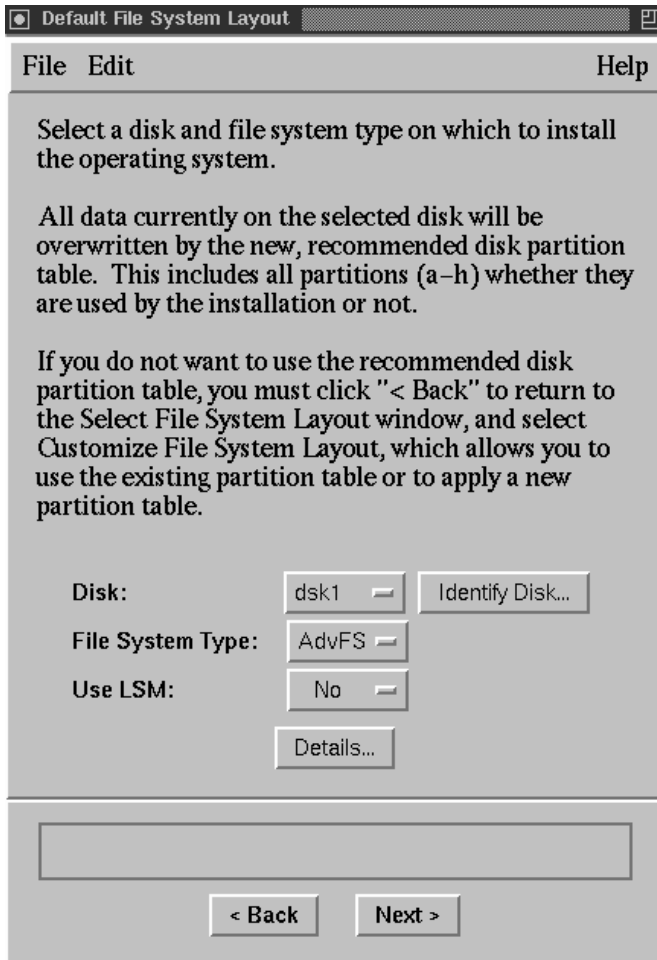 Default File System Layout
File Edit Help
Select a disk and file system type on which to install
the operating system.
All data currently on the selected disk will be
overwritten by the new, recommended disk partition
table. This includes all partitions (a–h) whether they
are used by the installation or not.
If you do not want to use the recommended disk
partition table, you must click "< Back" to return to
the Select File System Layout window, and select
Customize File System Layout, which allows you to
use the existing partition table or to apply a new
partition table.
Disk: dsk1 Identify Disk...
File System Type: AdvFS
Use LSM: No
Details...
< Back Next >